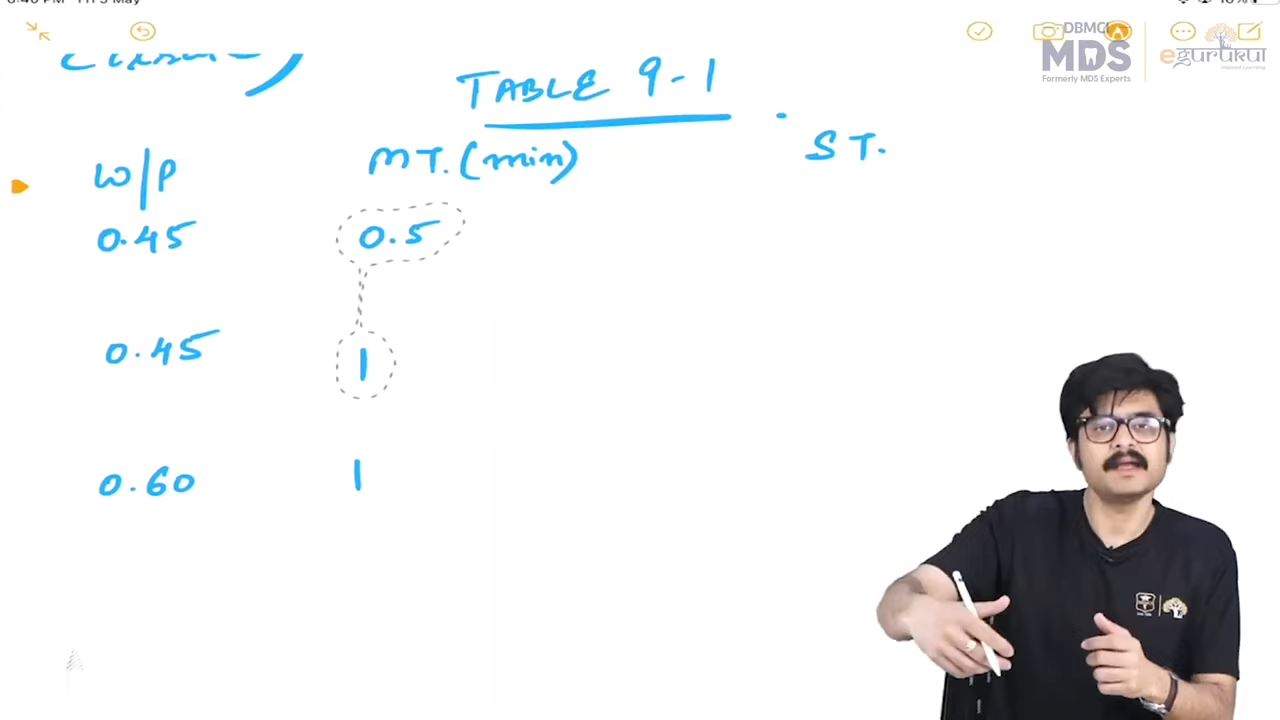 DBMCI
MDS
Formerly MDS Experts
egurukul
TABLE 9-1
W/P MT. (min) ST.
0.45 0.5
0.45 1
0.60 1